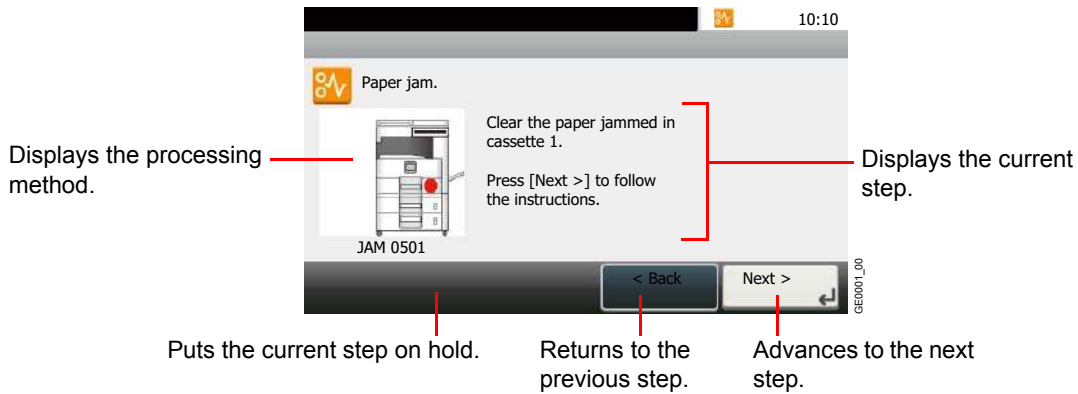 10:10
Paper jam.
Clear the paper jammed in
cassette 1.
Press [Next >] to follow
the instructions.
JAM 0501
Displays the processing
method.
Displays the current
step.
< Back
Next >
GE0001_00
Puts the current step on hold.
Returns to the
previous step.
Advances to the next
step.